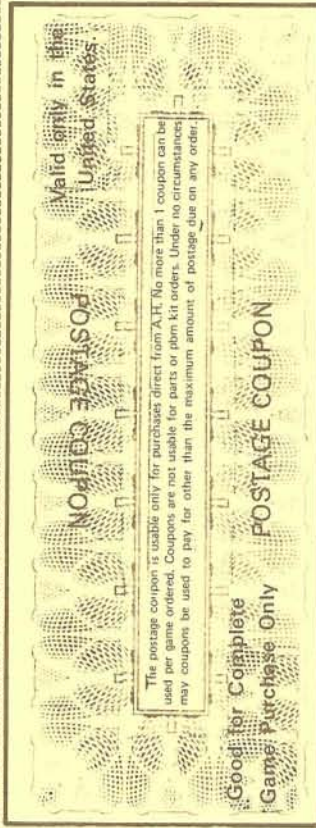 POSTAGE COUPON
Valid only in the
United States.
The postage coupon is usable only for purchases direct from A.H. No more than 1 coupon can be
used per game ordered. Coupons are not usable for parts or pbm kit orders. Under no circumstances
may coupons be used to pay for other than the maximum amount of postage due on any order.
Good for Complete
Game Purchase Only
POSTAGE COUPON